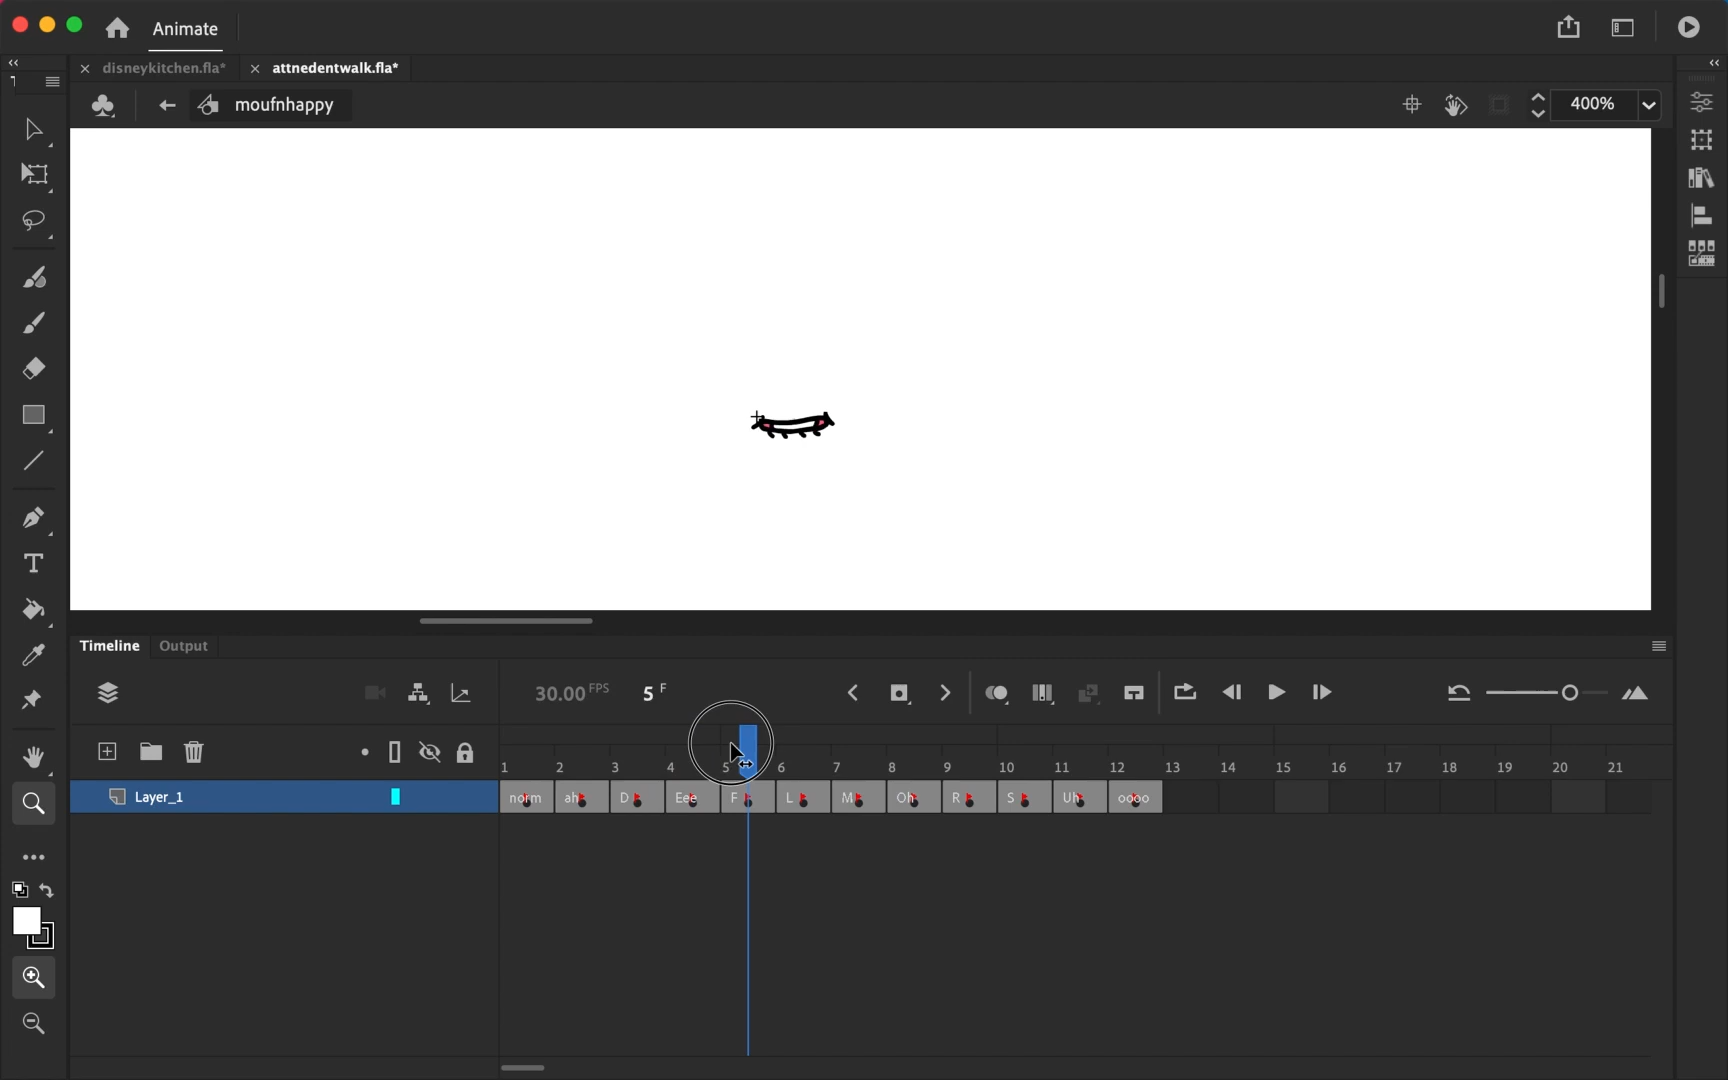 Animate
disneykitchen.fla*
attnedentwalk.fla*
moufnhappy
400%
T
Timeline
Output
30.00 FPS
5 F
1 2 3 4 5 6 7 8 9 10 11 12 13 14 15 16 17 18 19 20 21
Layer_1
norm ah D Eee F L M Oh R S Uh oooo